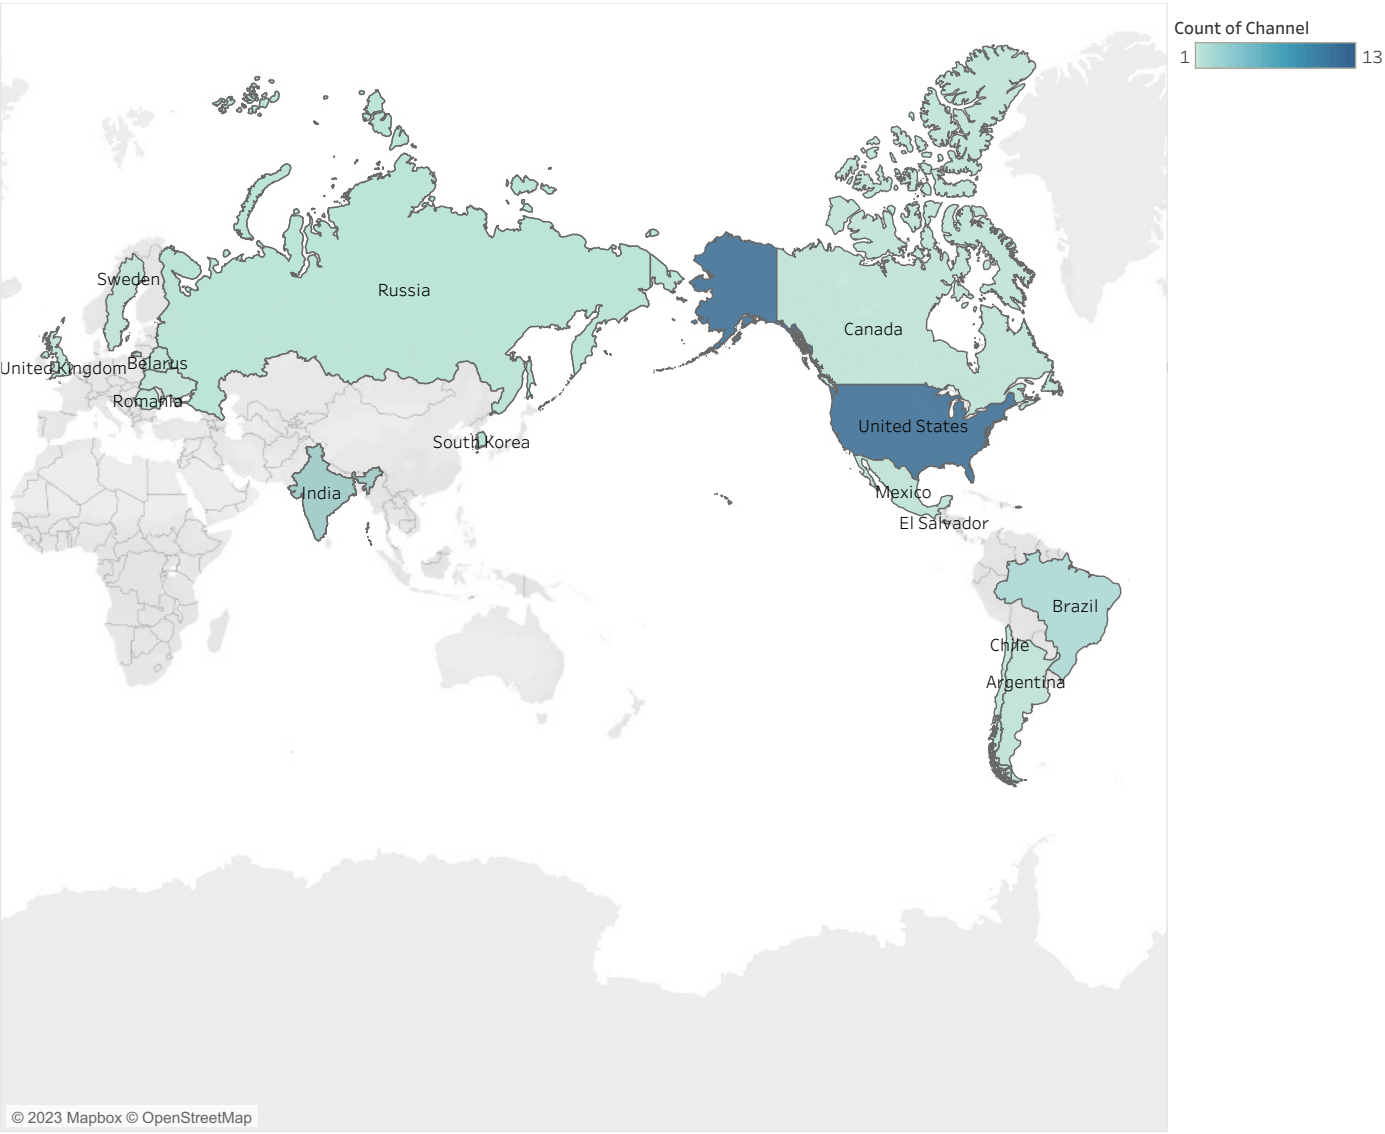 Count of Channel
1 13
Sweden
Russia
Canada
United Kingdom
Belarus
Romania
United States
South Korea
India
Mexico
El Salvador
Brazil
Chile
Argentina
© 2023 Mapbox © OpenStreetMap